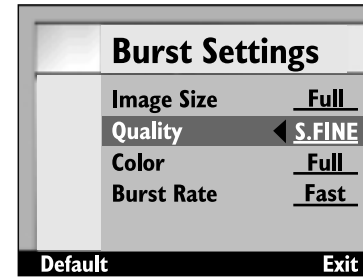 Burst Settings
Image Size Full
Quality S.FINE
Color Full
Burst Rate Fast
Default Exit